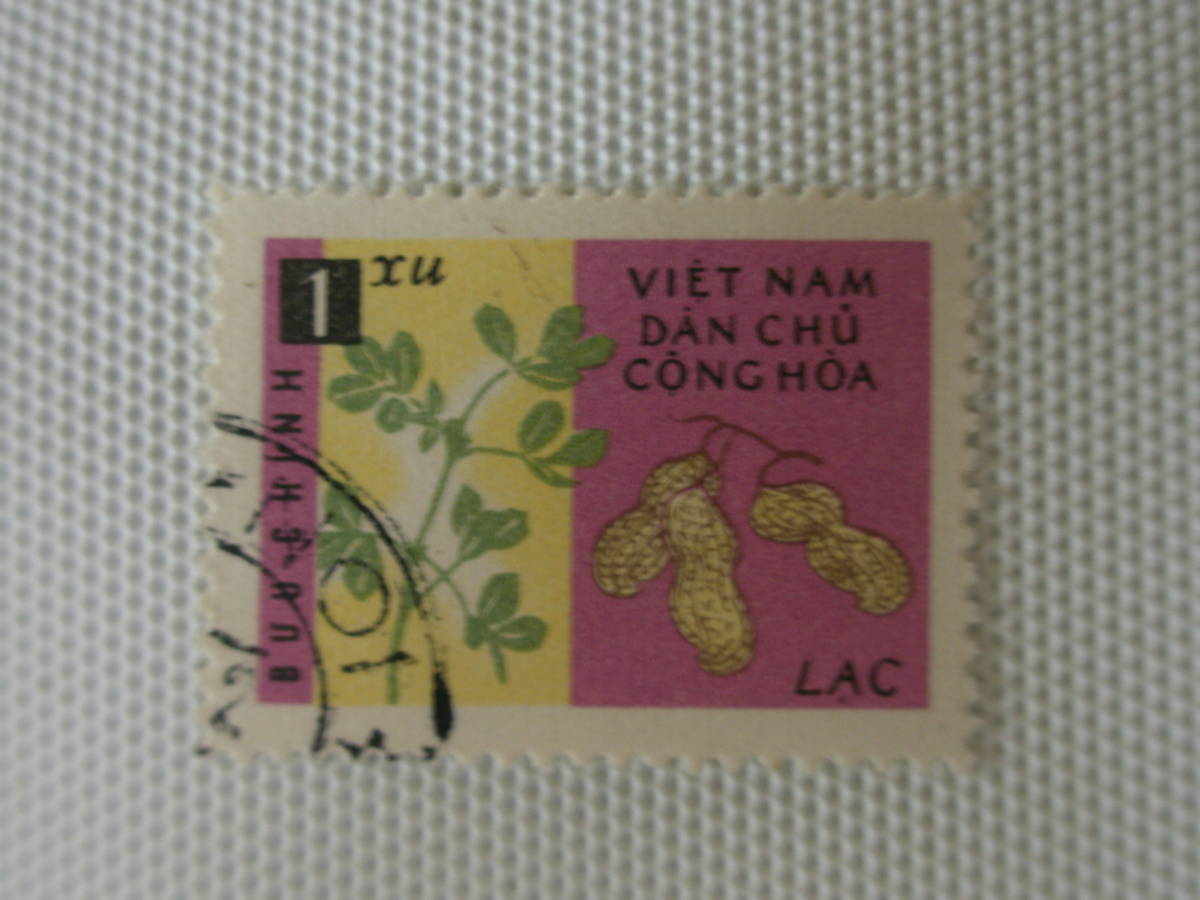 1 xu
VIỆT NAM
DÂN CHỦ
CỘNG HÒA
BƯU CHÍNH
LẠC